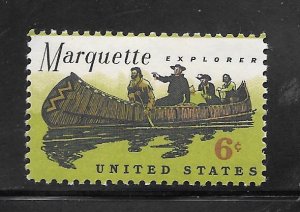 Marquette
EXPLORER
6¢
UNITED STATES